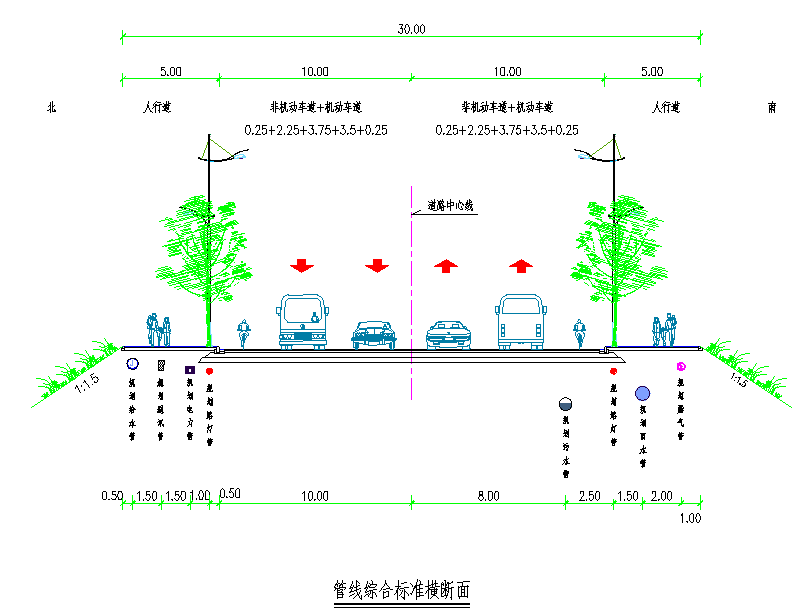 30.00
5.00 10.00 10.00 5.00
北 人行道 非机动车道+机动车道 非机动车道+机动车道 人行道 南
0.25+2.25+3.75+3.5+0.25 0.25+2.25+3.75+3.5+0.25
道路中心线
1:1.5 1:1.5
规划给水管
规划通讯管
规划电力管
规划路灯管
规划污水管
规划路灯管
规划雨水管
规划燃气管
0.50 1.50 1.50 1.00 0.50 10.00 8.00 2.50 1.50 2.00
1.00
管线综合标准横断面